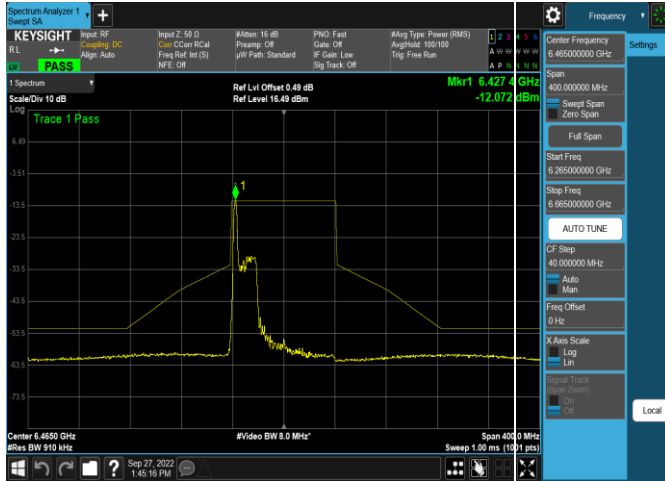 Spectrum Analyzer 1
Swept SA
Frequency
KEYSIGHT
RL
PASS
Input: RF
Coupling: DC
Align: Auto
Input Z: 50 Ω
Corr CCorr RCal
Freq Ref: Int (S)
NFE: Off
#Atten: 16 dB
Preamp: Off
µW Path: Standard
PNO: Fast
Gate: Off
IF Gain: Low
Sig Track: Off
#Avg Type: Power (RMS)
Avg|Hold: 100/100
Trig: Free Run
1 2 3 4 5 6
A W W W W W
A P N N N N
1 Spectrum
Scale/Div 10 dB
Log
Ref Lvl Offset 0.49 dB
Ref Level 16.49 dBm
Mkr1 6.427 4 GHz
-12.072 dBm
Trace 1 Pass
1
6.49
-3.51
-13.5
-23.5
-33.5
-43.5
-53.5
-63.5
-73.5
Center 6.4650 GHz
#Res BW 910 kHz
#Video BW 8.0 MHz*
Span 400.0 MHz
Sweep 1.00 ms (1001 pts)
Sep 27, 2022
1:45:16 PM
Center Frequency
6.465000000 GHz
Settings
Span
400.000000 MHz
Swept Span
Zero Span
Full Span
Start Freq
6.265000000 GHz
Stop Freq
6.665000000 GHz
AUTO TUNE
CF Step
40.000000 MHz
Auto
Man
Freq Offset
0 Hz
X Axis Scale
Log
Lin
Signal Track
(Span Zoom)
On
Off
Local